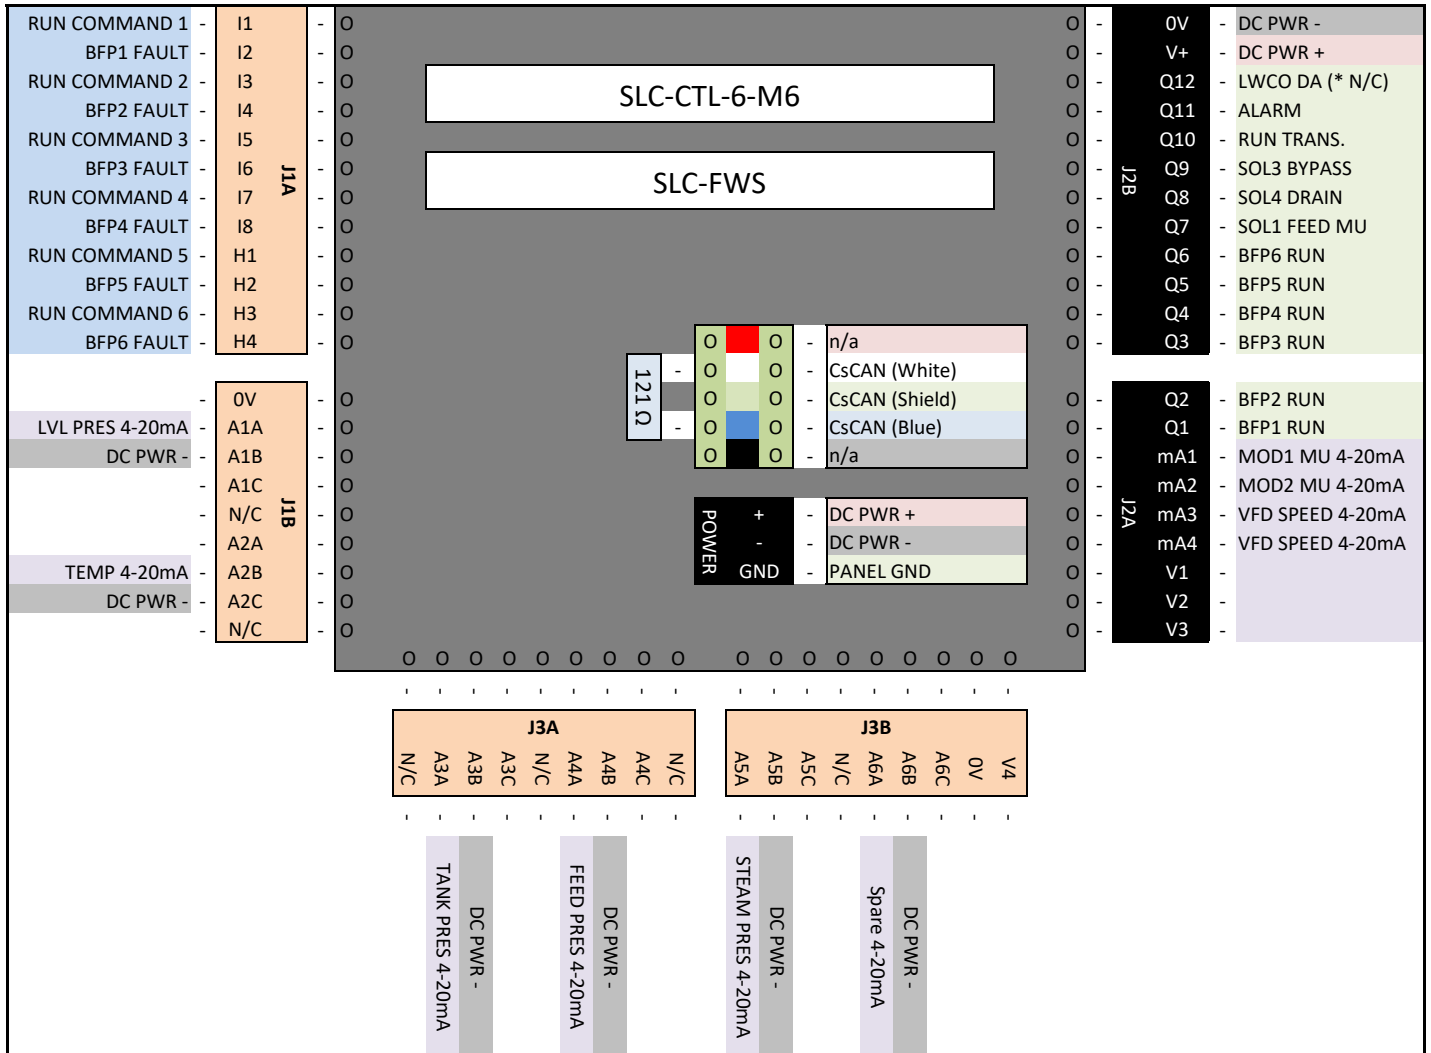 RUN COMMAND 1 - I1 - O
BFP1 FAULT - I2 - O
RUN COMMAND 2 - I3 - O
BFP2 FAULT - I4 - O
RUN COMMAND 3 - I5 - O
BFP3 FAULT - I6 - O
RUN COMMAND 4 - I7 - O
BFP4 FAULT - I8 - O
RUN COMMAND 5 - H1 - O
BFP5 FAULT - H2 - O
RUN COMMAND 6 - H3 - O
BFP6 FAULT - H4 - O
J1A
- 0V - O
LVL PRES 4-20mA - A1A - O
DC PWR - - A1B - O
- A1C - O
- N/C - O
- A2A - O
TEMP 4-20mA - A2B - O
DC PWR - - A2C - O
- N/C - O
J1B
SLC-CTL-6-M6
SLC-FWS
O O - n/a
- O O - CsCAN (White)
O O - CsCAN (Shield)
- O O - CsCAN (Blue)
O O - n/a
121 Ω
POWER
+ - DC PWR +
- - DC PWR -
GND - PANEL GND
O - 0V - DC PWR -
O - V+ - DC PWR +
O - Q12 - LWCO DA (* N/C)
O - Q11 - ALARM
O - Q10 - RUN TRANS.
O - Q9 - SOL3 BYPASS
O - Q8 - SOL4 DRAIN
O - Q7 - SOL1 FEED MU
O - Q6 - BFP6 RUN
O - Q5 - BFP5 RUN
O - Q4 - BFP4 RUN
O - Q3 - BFP3 RUN
J2B
O - Q2 - BFP2 RUN
O - Q1 - BFP1 RUN
O - mA1 - MOD1 MU 4-20mA
O - mA2 - MOD2 MU 4-20mA
O - mA3 - VFD SPEED 4-20mA
O - mA4 - VFD SPEED 4-20mA
O - V1 -
O - V2 -
O - V3 -
J2A
O O O O O O O O O O O O O O O O O O
- - - - - - - - - - - - - - - - - -
J3A
N/C A3A A3B A3C N/C A4A A4B A4C N/C
J3B
A5A A5B A5C N/C A6A A6B A6C 0V V4
- - - - - - - - - - - - - - - - - -
TANK PRES 4-20mA
DC PWR -
FEED PRES 4-20mA
DC PWR -
STEAM PRES 4-20mA
DC PWR -
Spare 4-20mA
DC PWR -